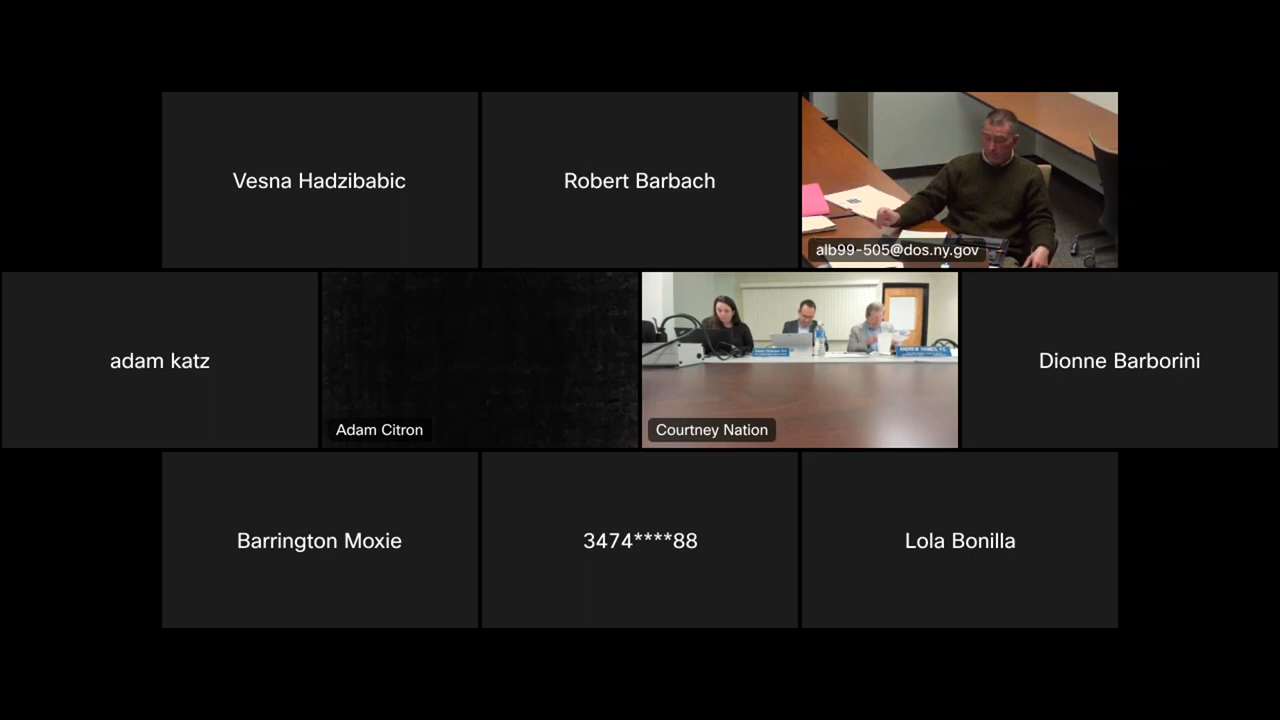 Vesna Hadzibabic
Robert Barbach
alb99-505@dos.ny.gov
adam katz
Adam Citron
Courtney Nation
Dionne Barborini
Barrington Moxie
3474****88
Lola Bonilla